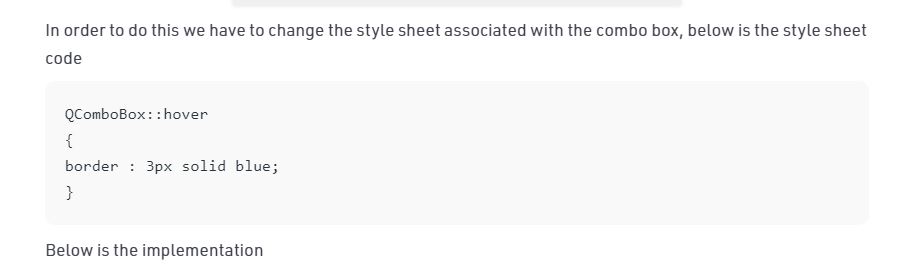 In order to do this we have to change the style sheet associated with the combo box, below is the style sheet
code
QComboBox::hover
{
border : 3px solid blue;
}
Below is the implementation